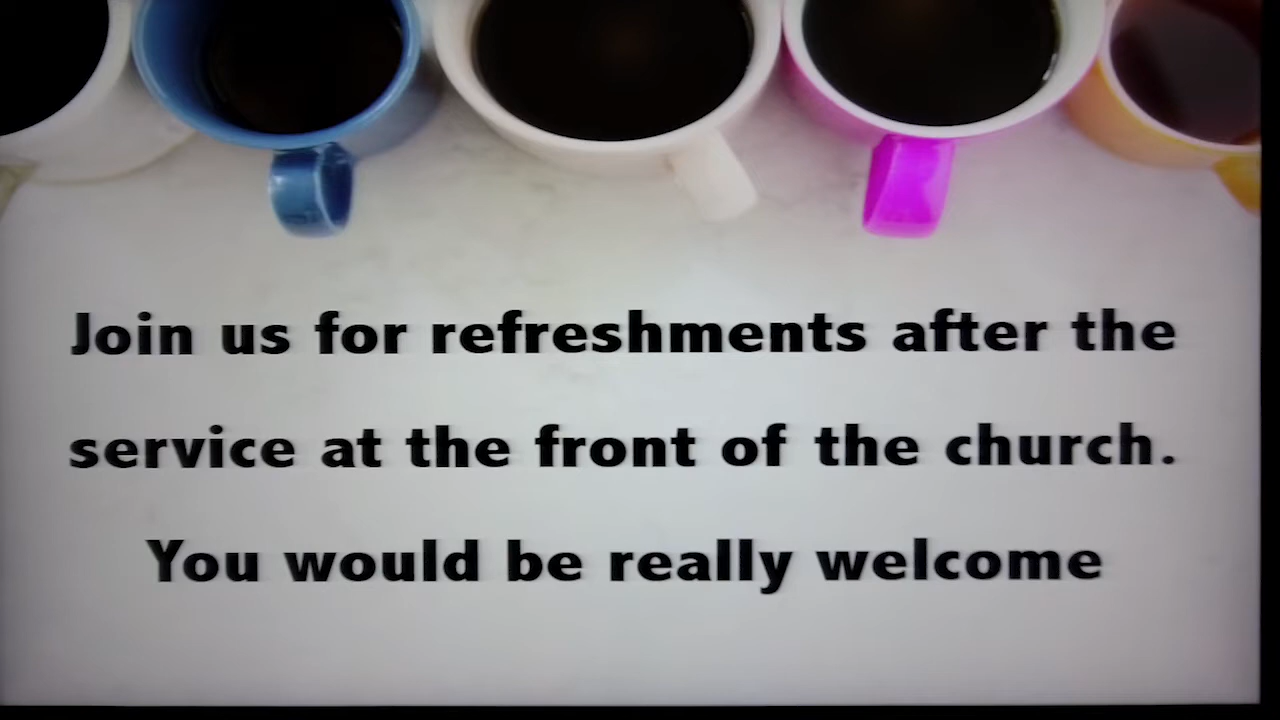 Join us for refreshments after the
service at the front of the church.
You would be really welcome